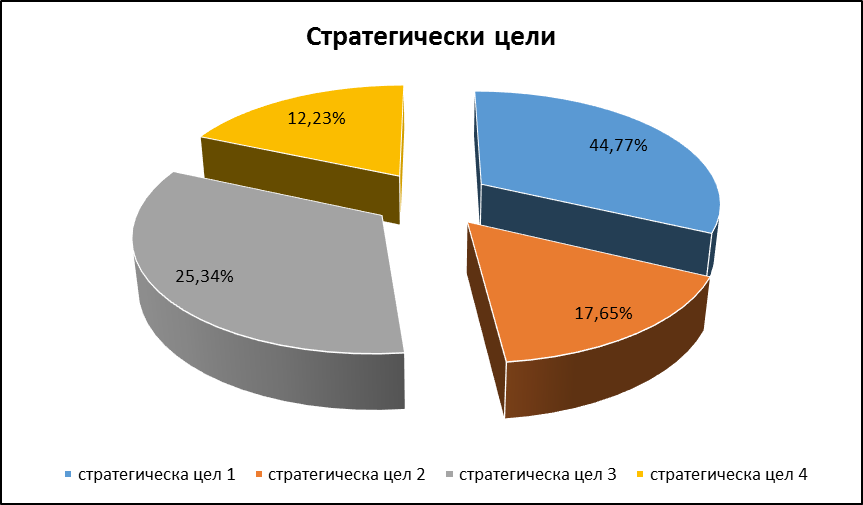 Стратегически цели
12,23%
44,77%
25,34%
17,65%
стратегическа цел 1 стратегическа цел 2 стратегическа цел 3 стратегическа цел 4